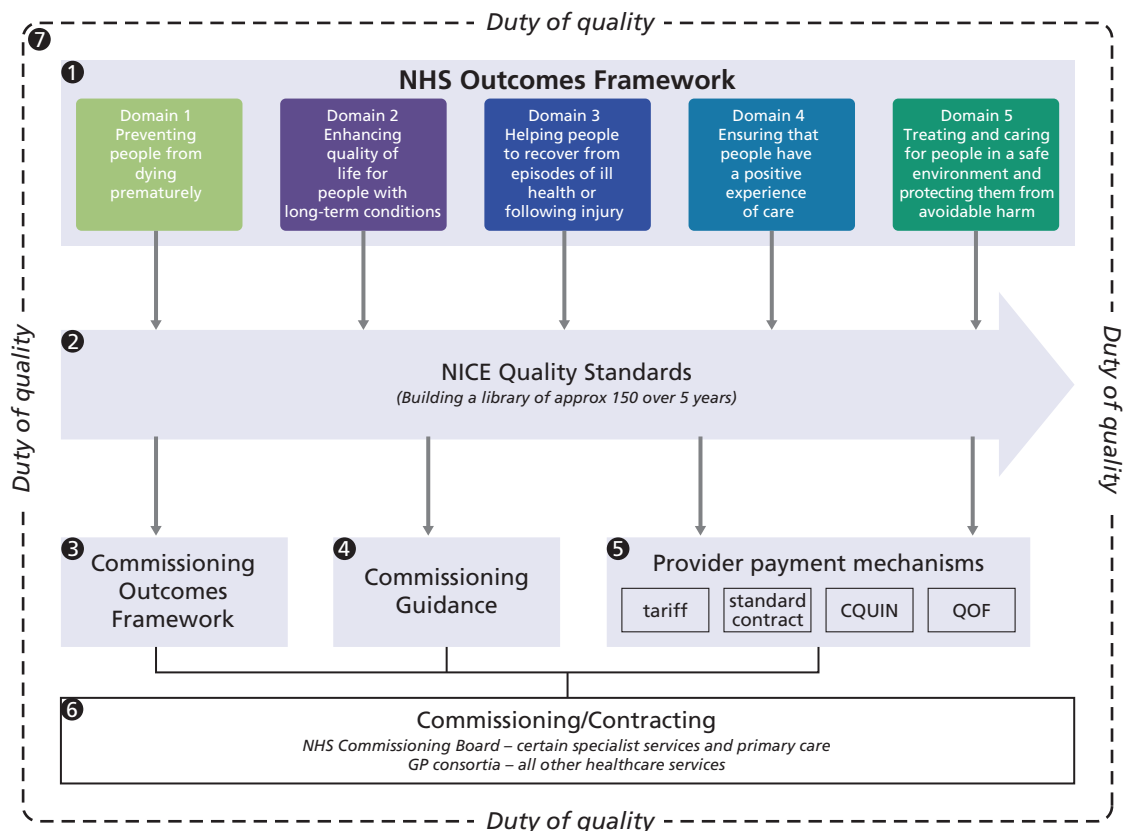 Duty of quality
7
1
NHS Outcomes Framework
Domain 1
Preventing
people from
dying
prematurely
Domain 2
Enhancing
quality of
life for
people with
long-term conditions
Domain 3
Helping people
to recover from
episodes of ill
health or
following injury
Domain 4
Ensuring that
people have
a positive
experience
of care
Domain 5
Treating and caring
for people in a safe
environment and
protecting them from
avoidable harm
Duty of quality
Duty of quality
2
NICE Quality Standards
(Building a library of approx 150 over 5 years)
3
Commissioning
Outcomes
Framework
4
Commissioning
Guidance
5
Provider payment mechanisms
tariff
standard
contract
CQUIN
QOF
6
Commissioning/Contracting
NHS Commissioning Board – certain specialist services and primary care
GP consortia – all other healthcare services
Duty of quality